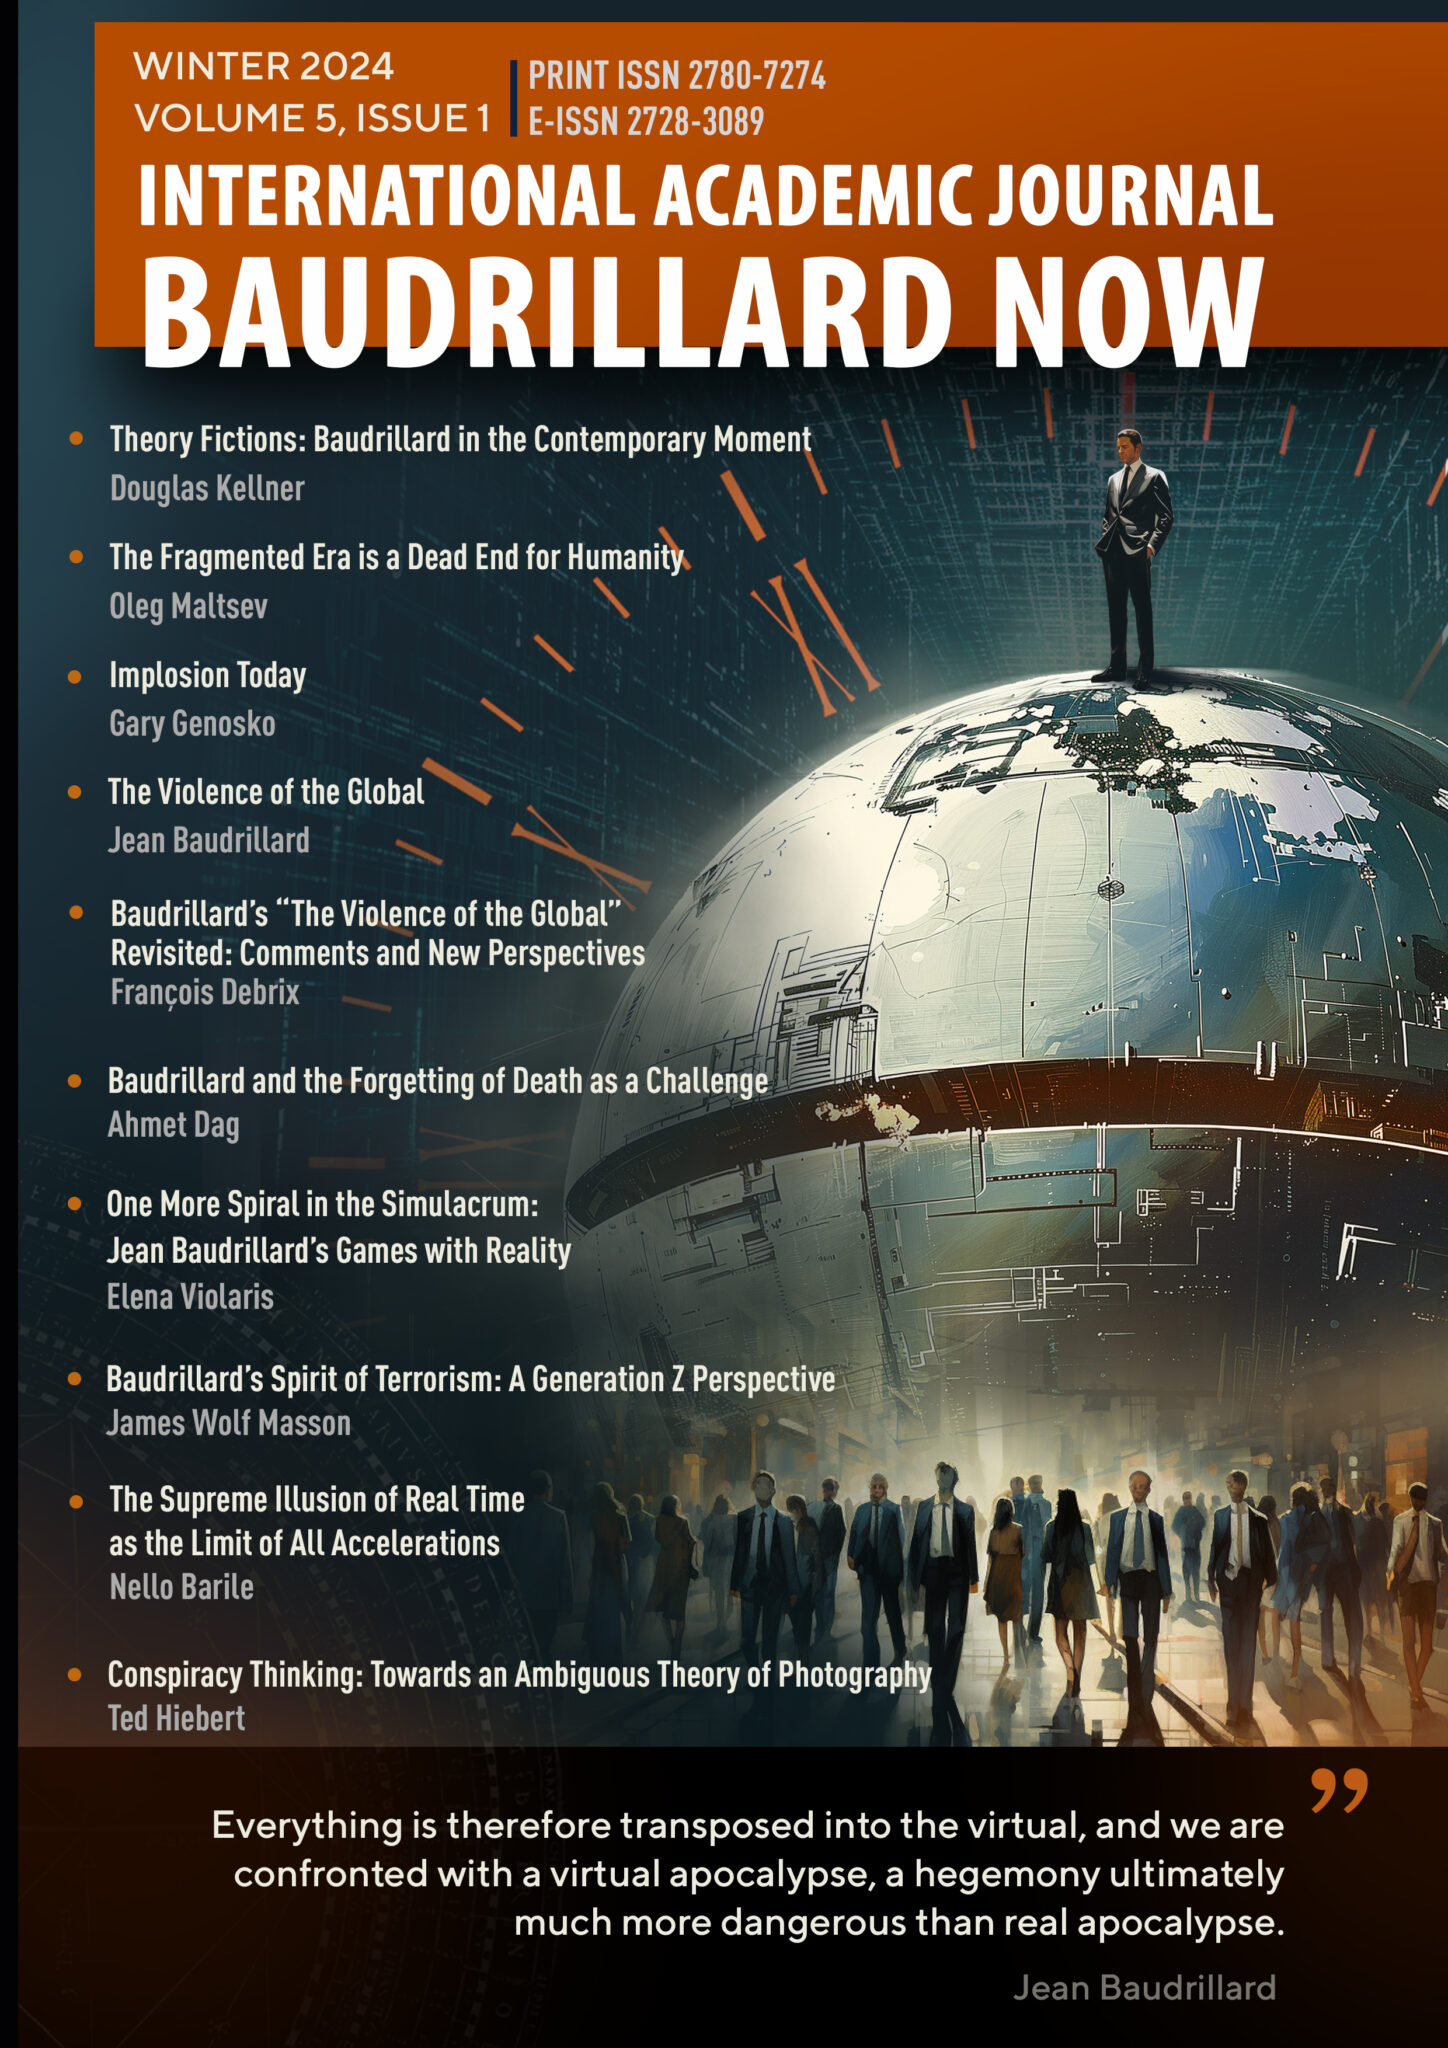 WINTER 2024
VOLUME 5, ISSUE 1
PRINT ISSN 2780-7274
E-ISSN 2728-3089
INTERNATIONAL ACADEMIC JOURNAL
BAUDRILLARD NOW
Theory Fictions: Baudrillard in the Contemporary Moment
Douglas Kellner
The Fragmented Era is a Dead End for Humanity
Oleg Maltsev
Implosion Today
Gary Genosko
The Violence of the Global
Jean Baudrillard
Baudrillard’s “The Violence of the Global”
Revisited: Comments and New Perspectives
François Debrix
Baudrillard and the Forgetting of Death as a Challenge
Ahmet Dag
One More Spiral in the Simulacrum:
Jean Baudrillard’s Games with Reality
Elena Violaris
Baudrillard’s Spirit of Terrorism: A Generation Z Perspective
James Wolf Masson
The Supreme Illusion of Real Time
as the Limit of All Accelerations
Nello Barile
Conspiracy Thinking: Towards an Ambiguous Theory of Photography
Ted Hiebert
”
Everything is therefore transposed into the virtual, and we are
confronted with a virtual apocalypse, a hegemony ultimately
much more dangerous than real apocalypse.
Jean Baudrillard